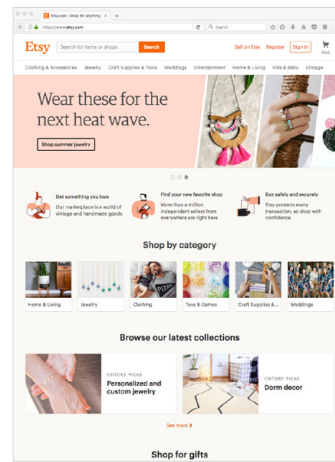 Etsy.com | Shop for anything
https://www.etsy.com
Search
Etsy
Search for items or shops
Search
Sell on Etsy
Register
Sign in
Cart
Clothing & Accessories Jewelry Craft Supplies & Tools Weddings Entertainment Home & Living Kids & Baby Vintage
Wear these for the
next heat wave.
Shop summer jewelry
Get something you love
Our marketplace is a world of
vintage and handmade goods
Find your new favorite shop
More than a million
independent sellers from
everywhere are right here
Buy safely and securely
Etsy protects every
transaction, so shop with
confidence
Shop by category
Home & Living
Jewelry
Clothing
Toys & Games
Craft Supplies &...
Weddings
Browse our latest collections
EDITORS' PICKS
Personalized and
custom jewelry
EDITORS' PICKS
Dorm decor
See more
Shop for gifts